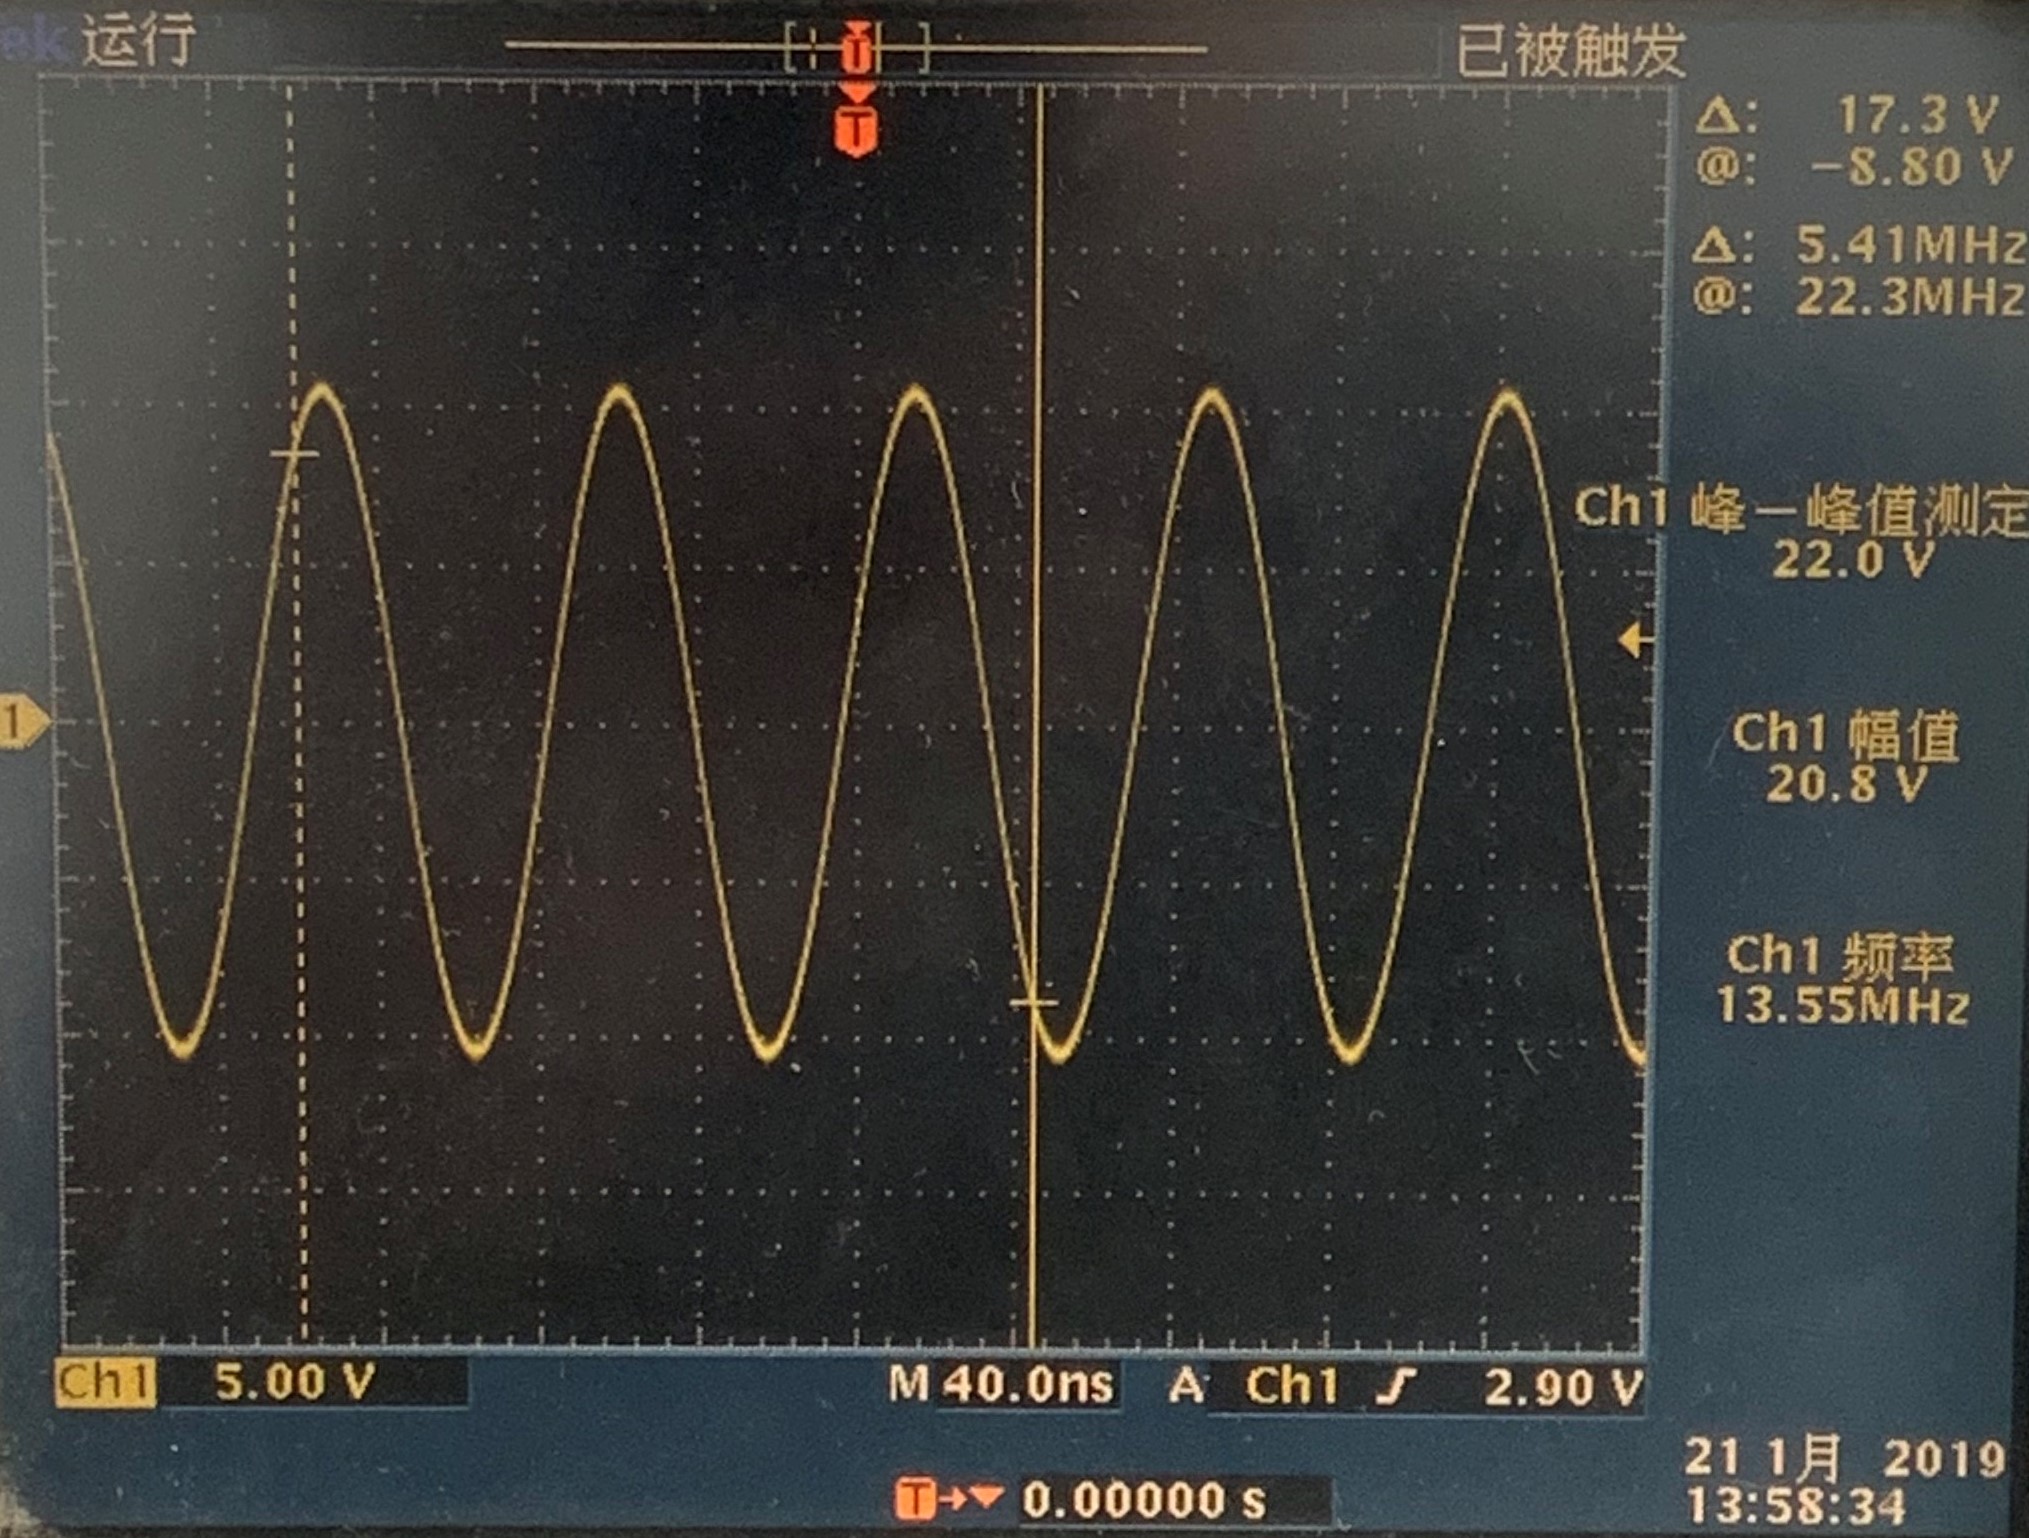 ek 运行
T
已被触发
T
Δ: 17.3 V
@: -8.80 V
Δ: 5.41MHz
@: 22.3MHz
Ch1 峰-峰值测定
22.0 V
1
Ch1 幅值
20.8 V
Ch1 频率
13.55MHz
Ch1 5.00 V M 40.0ns A Ch1 2.90 V
21 1月 2019
T 0.00000 s
13:58:34